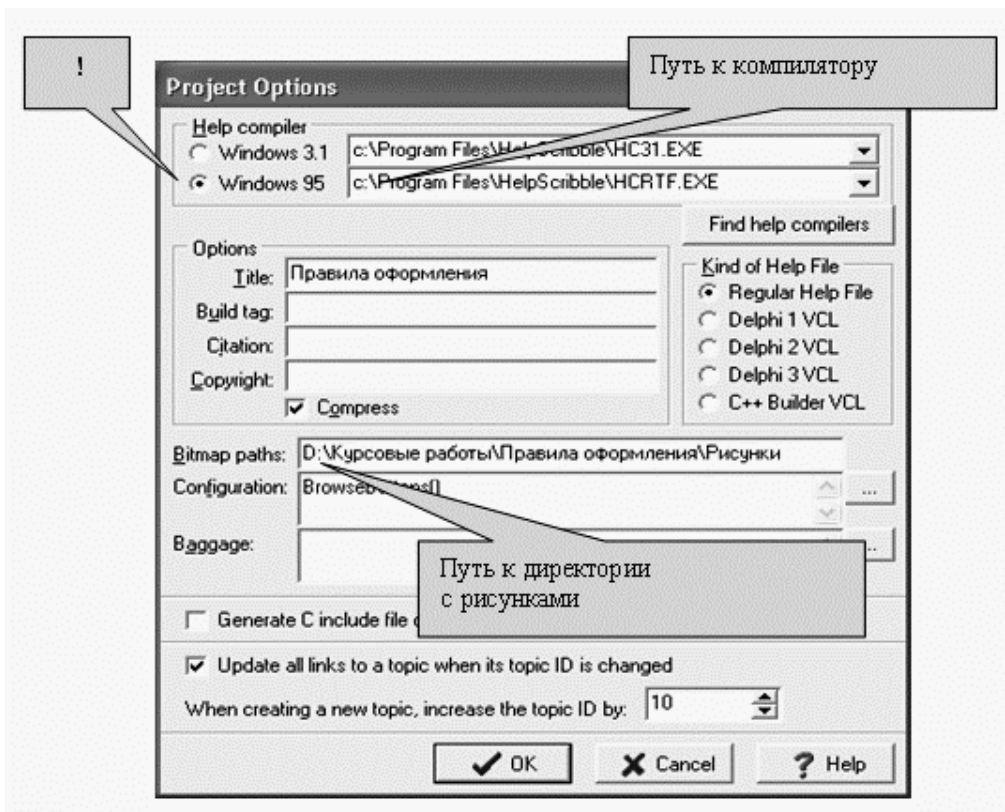 !
Путь к компилятору
Project Options
Help compiler
Windows 3.1
c:\Program Files\HelpScribble\HC31.EXE
Windows 95
c:\Program Files\HelpScribble\HCRTF.EXE
Find help compilers
Options
Title:
Правила оформления
Build tag:
Citation:
Copyright:
Compress
Kind of Help File
Regular Help File
Delphi 1 VCL
Delphi 2 VCL
Delphi 3 VCL
C++ Builder VCL
Bitmap paths:
D:\Курсовые работы\Правила оформления\Рисунки
Configuration:
...
Baggage:
Путь к директории
с рисунками
Generate C include file
Update all links to a topic when its topic ID is changed
When creating a new topic, increase the topic ID by:
10
OK
Cancel
Help